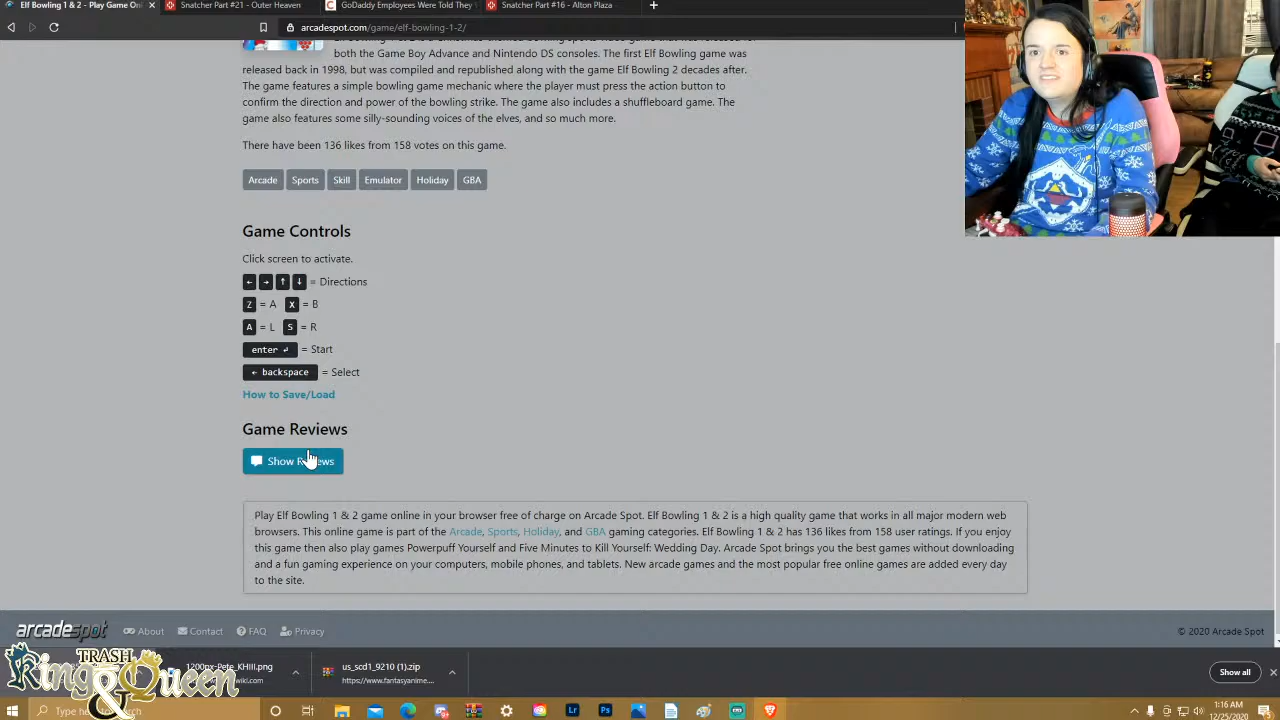 Elf Bowling 1 & 2 - Play Game On
Snatcher Part #21 - Outer Heaven
GoDaddy Employees Were Told They
Snatcher Part #16 - Alton Plaza
arcadespot.com/game/elf-bowling-1-2/
both the Game Boy Advance and Nintendo DS consoles. The first Elf Bowling game was
released back in 1998, but was compiled and republished along with the game Elf Bowling 2 decades after.
The game features a simple bowling game mechanic where the player must press the action button to
confirm the direction and power of the bowling strike. The game also includes a shuffleboard game. The
game also features some silly-sounding voices of the elves, and so much more.
There have been 136 likes from 158 votes on this game.
Arcade Sports Skill Emulator Holiday GBA
Game Controls
Click screen to activate.
← → ↑ ↓ = Directions
Z = A X = B
A = L S = R
enter ↵ = Start
← backspace = Select
How to Save/Load
Game Reviews
Show Reviews
Play Elf Bowling 1 & 2 game online in your browser free of charge on Arcade Spot. Elf Bowling 1 & 2 is a high quality game that works in all major modern web
browsers. This online game is part of the Arcade, Sports, Holiday, and GBA gaming categories. Elf Bowling 1 & 2 has 136 likes from 158 user ratings. If you enjoy
this game then also play games Powerpuff Yourself and Five Minutes to Kill Yourself: Wedding Day. Arcade Spot brings you the best games without downloading
and a fun gaming experience on your computers, mobile phones, and tablets. New arcade games and the most popular free online games are added every day
to the site.
arcadespot About Contact FAQ Privacy © 2020 Arcade Spot
TRASH
King & Queen
1200px-Pete_KHIII.png
us_scd1_9210 (1).zip
https://www.fantasyanime....
Show all
Type here to
Lr Ps
1:16 AM
12/25/2020